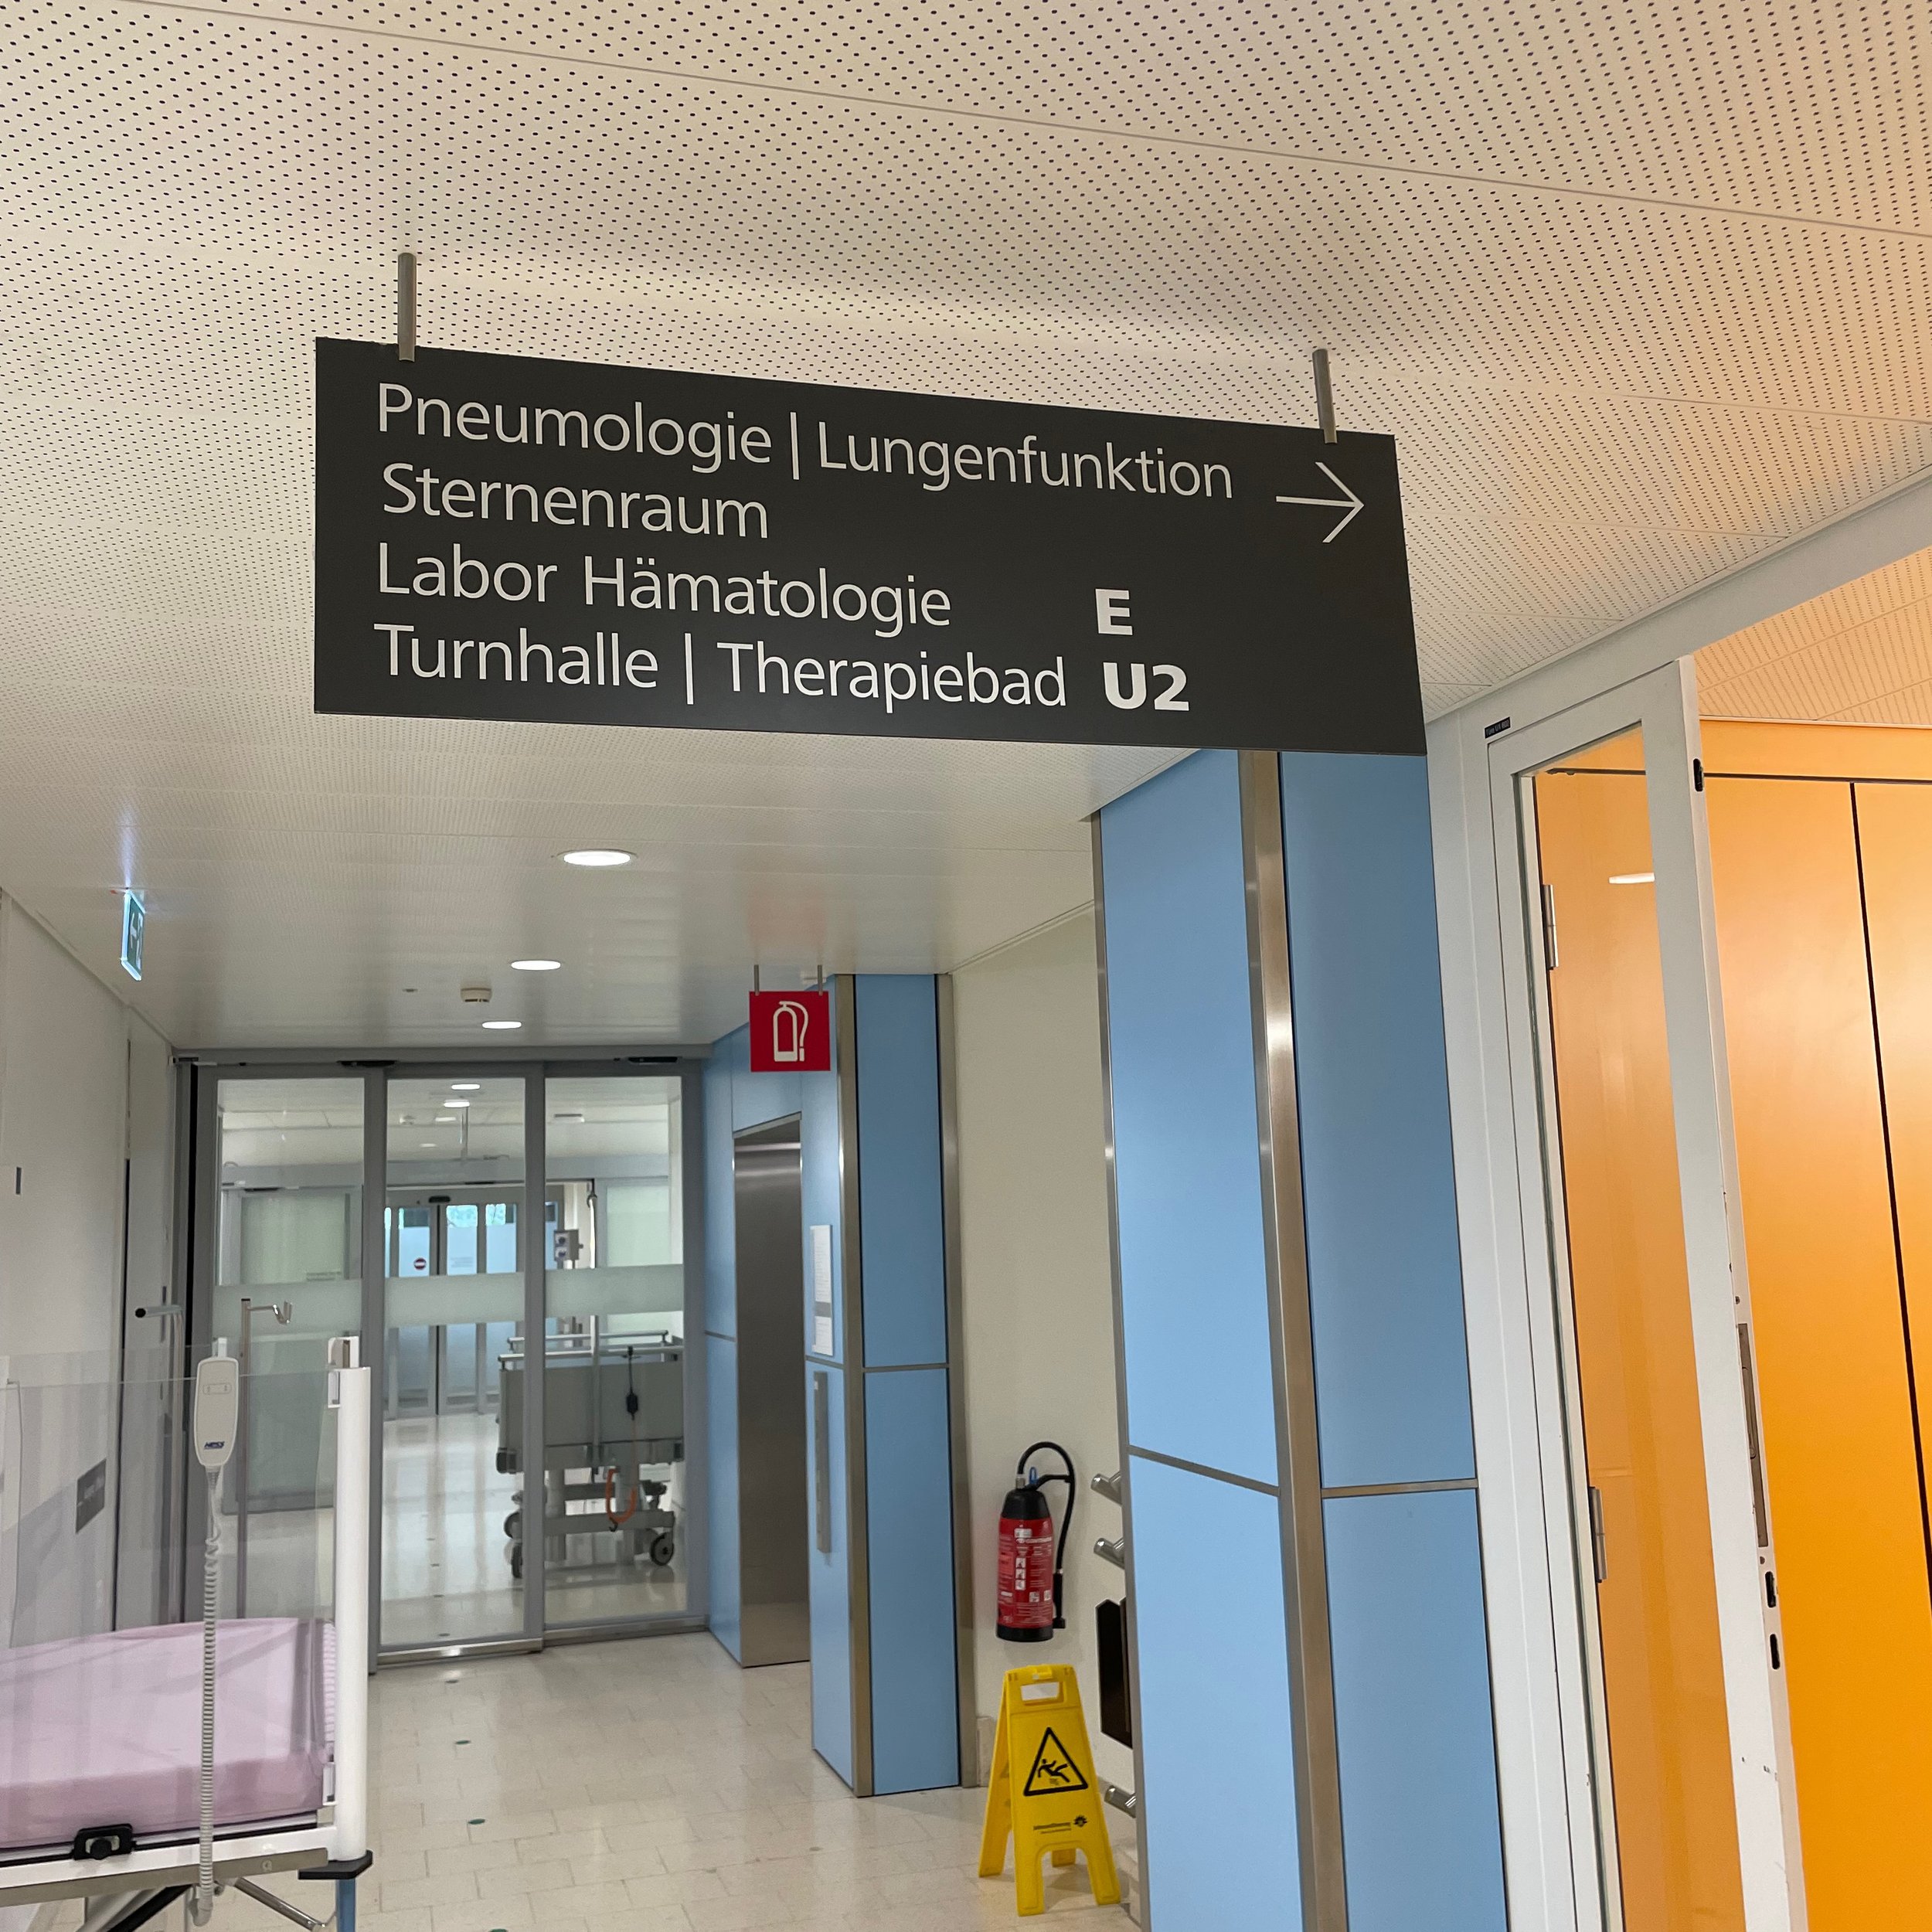 Pneumologie | Lungenfunktion →
Sternenraum
Labor Hämatologie E
Turnhalle | Therapiebad U2